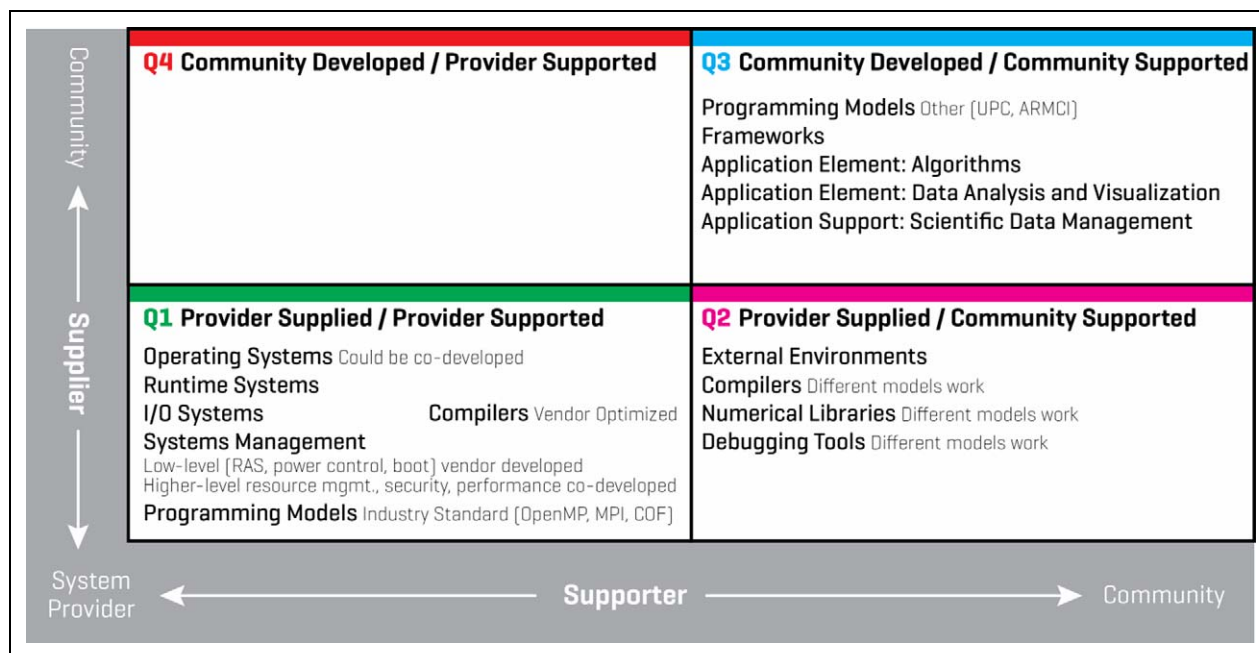 Community
Supplier
System
Provider
Q4 Community Developed / Provider Supported
Q3 Community Developed / Community Supported
Programming Models Other (UPC, ARMCI)
Frameworks
Application Element: Algorithms
Application Element: Data Analysis and Visualization
Application Support: Scientific Data Management
Q1 Provider Supplied / Provider Supported
Operating Systems Could be co-developed
Runtime Systems
I/O Systems Compilers Vendor Optimized
Systems Management
Low-level (RAS, power control, boot) vendor developed
Higher-level resource mgmt., security, performance co-developed
Programming Models Industry Standard (OpenMP, MPI, COF)
Q2 Provider Supplied / Community Supported
External Environments
Compilers Different models work
Numerical Libraries Different models work
Debugging Tools Different models work
Supporter
Community